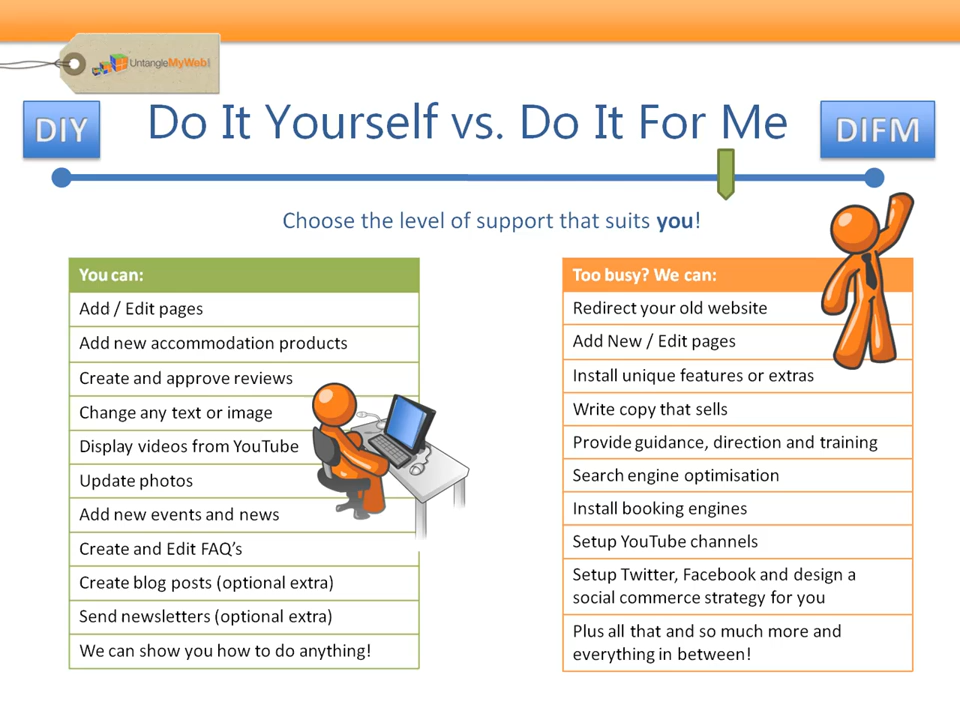 UntangleMyWeb
DIY
Do It Yourself vs. Do It For Me
DIFM
Choose the level of support that suits you!
You can:
Add / Edit pages
Add new accommodation products
Create and approve reviews
Change any text or image
Display videos from YouTube
Update photos
Add new events and news
Create and Edit FAQ’s
Create blog posts (optional extra)
Send newsletters (optional extra)
We can show you how to do anything!
Too busy? We can:
Redirect your old website
Add New / Edit pages
Install unique features or extras
Write copy that sells
Provide guidance, direction and training
Search engine optimisation
Install booking engines
Setup YouTube channels
Setup Twitter, Facebook and design a
social commerce strategy for you
Plus all that and so much more and
everything in between!